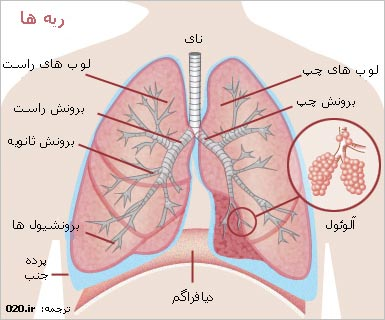 ریه ها
نای
لوب های راست
لوب های چپ
برونش راست
برونش چپ
برونش ثانویه
آلوئول
برونشیول ها
پرده
جنب
دیافراگم
ترجمه: 020.ir